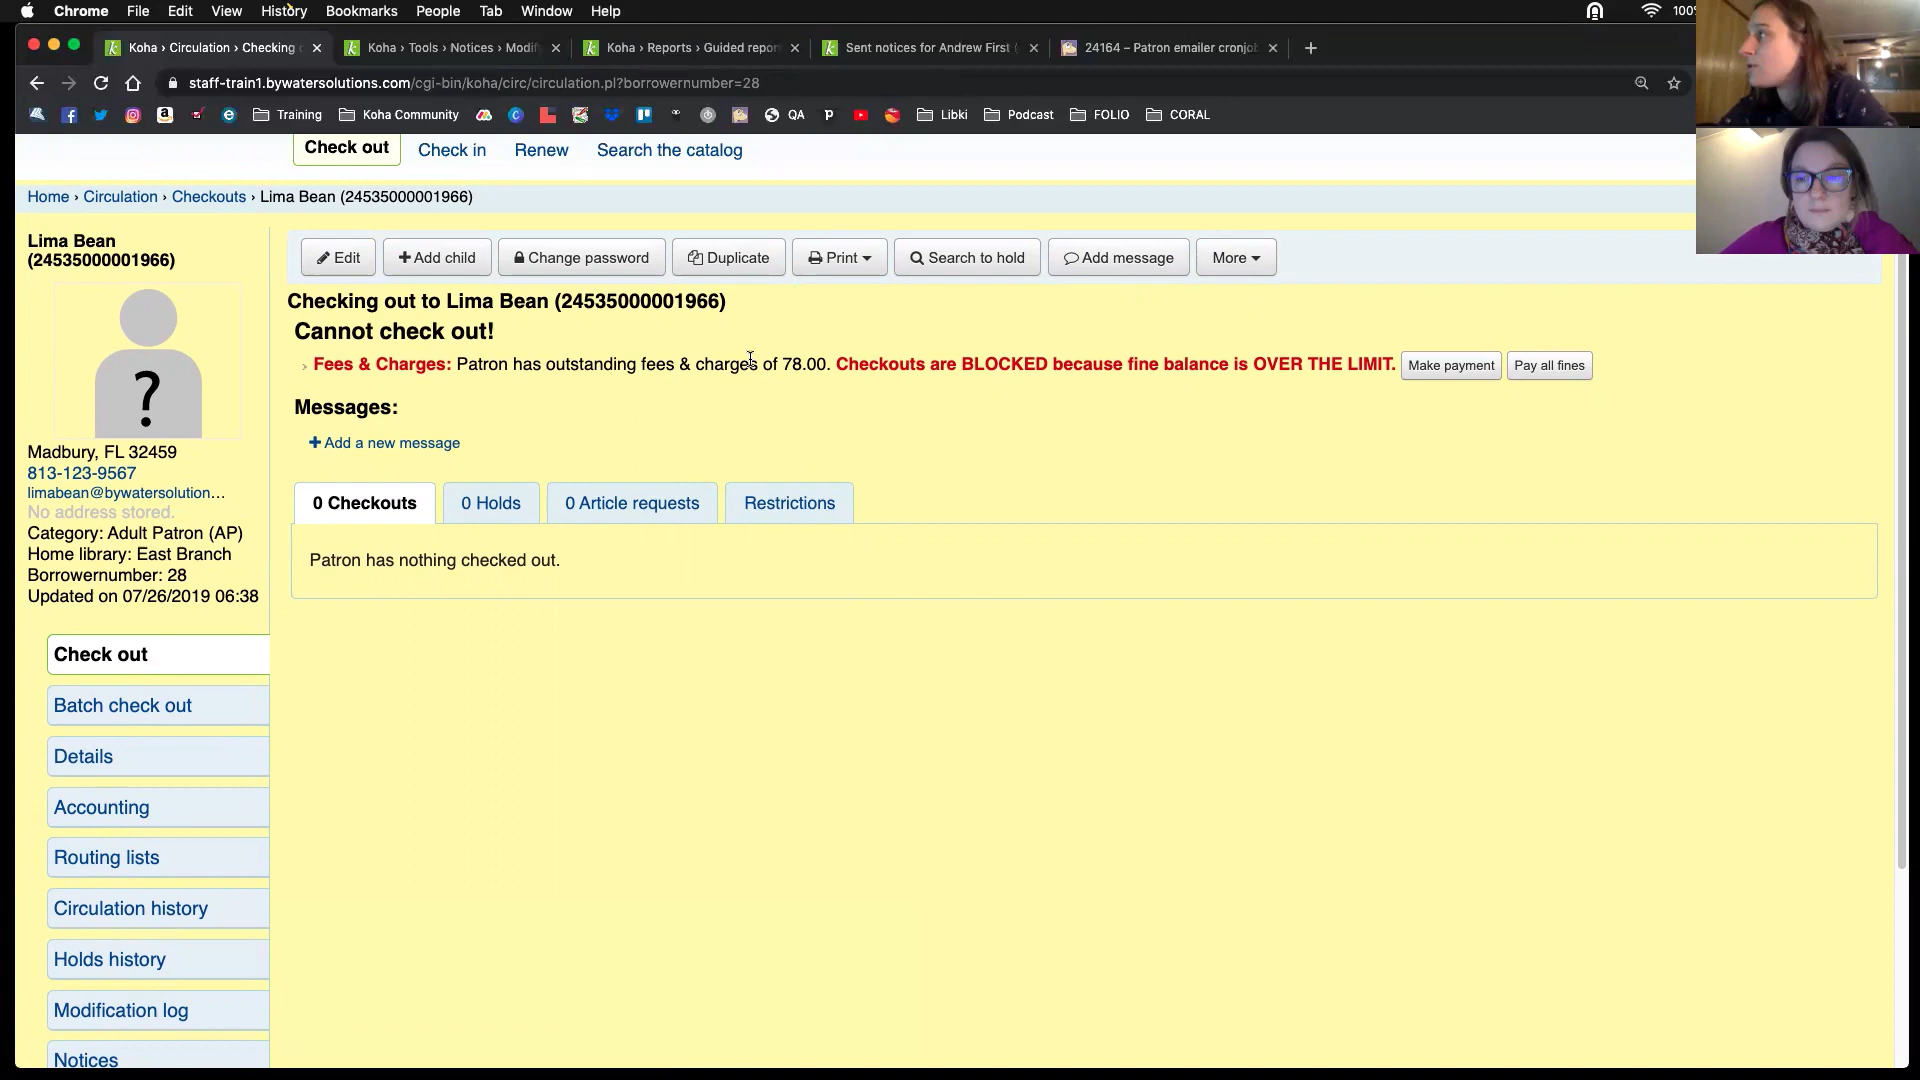 Chrome File Edit View History Bookmarks People Tab Window Help 100%
Koha › Circulation › Checking Koha › Tools › Notices › Modif Koha › Reports › Guided repor Sent notices for Andrew First 24164 – Patron emailer cronjo
staff-train1.bywatersolutions.com/cgi-bin/koha/circ/circulation.pl?borrowernumber=28
Training Koha Community QA Libki Podcast FOLIO CORAL
Check out Check in Renew Search the catalog
Home › Circulation › Checkouts › Lima Bean (24535000001966)
Lima Bean
(24535000001966)
?
Madbury, FL 32459
813-123-9567
limabean@bywatersolution...
No address stored.
Category: Adult Patron (AP)
Home library: East Branch
Borrowernumber: 28
Updated on 07/26/2019 06:38
Check out
Batch check out
Details
Accounting
Routing lists
Circulation history
Holds history
Modification log
Notices
Edit +Add child Change password Duplicate Print Search to hold Add message More
Checking out to Lima Bean (24535000001966)
Cannot check out!
Fees & Charges: Patron has outstanding fees & charges of 78.00. Checkouts are BLOCKED because fine balance is OVER THE LIMIT. Make payment Pay all fines
Messages:
+ Add a new message
0 Checkouts 0 Holds 0 Article requests Restrictions
Patron has nothing checked out.